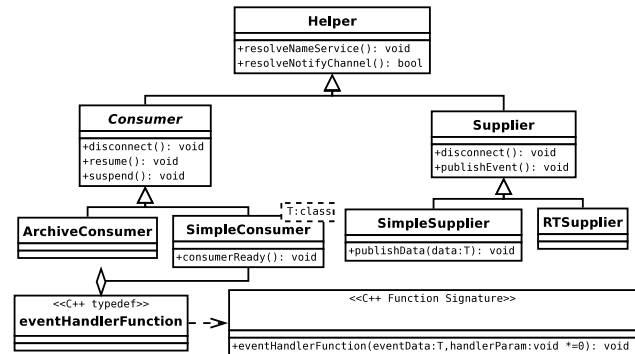 Helper
+resolveNameService(): void
+resolveNotifyChannel(): bool
Consumer
+disconnect(): void
+resume(): void
+suspend(): void
Supplier
+disconnect(): void
+publishEvent(): void
ArchiveConsumer
T:class
SimpleConsumer
+consumerReady(): void
SimpleSupplier
+publishData(data:T): void
RTSupplier
<<C++ typedef>>
eventHandlerFunction
<<C++ Function Signature>>
+eventHandlerFunction(eventData:T,handlerParam:void *=0): void